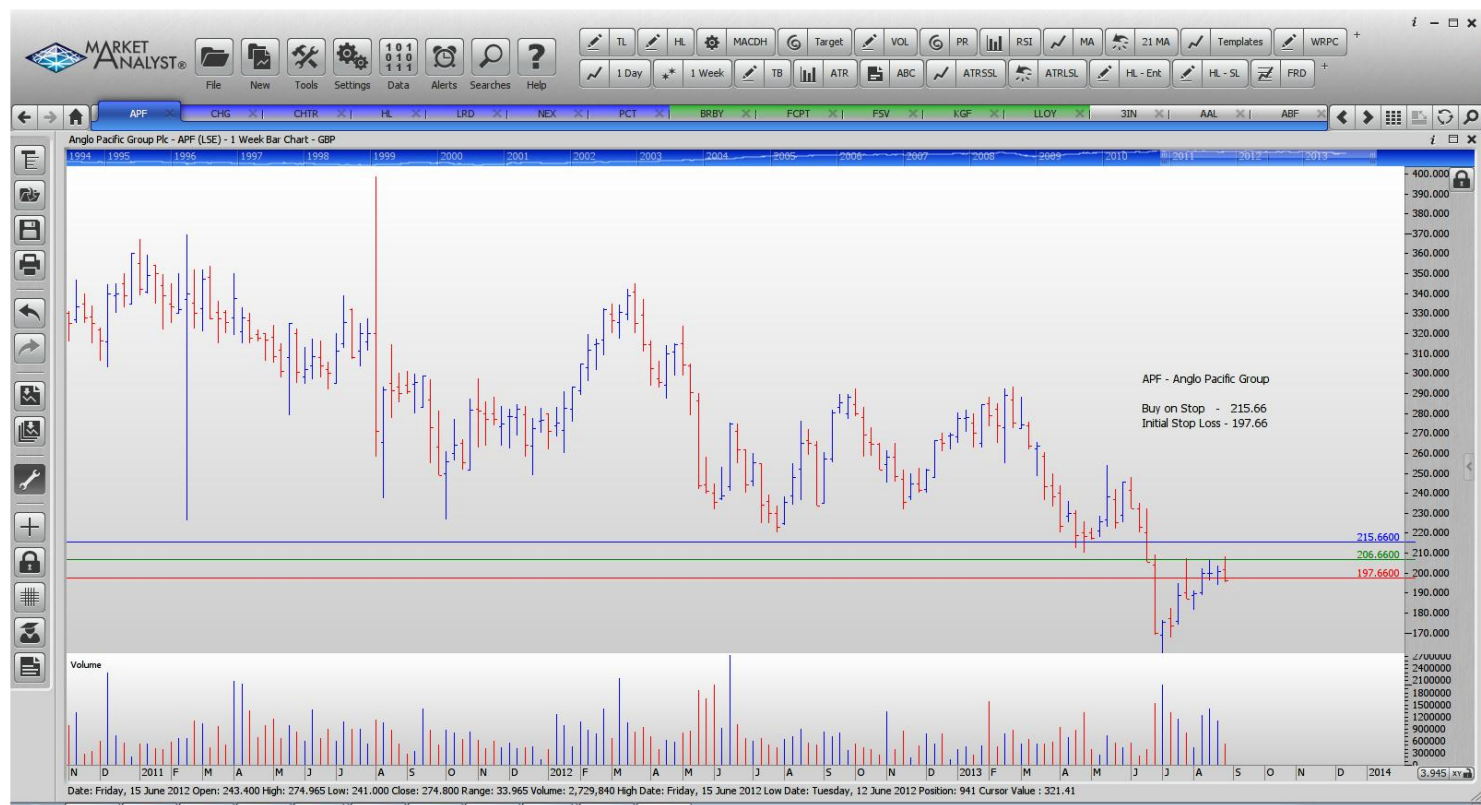 i
MARKET
ANALYST®
File New Tools Settings Data Alerts Searches Help
TL HL MACDH Target VOL PR RSI MA 21 MA Templates WRPC +
1 Day 1 Week TB ATR ABC ATRSSL ATRLSL HL - Ent HL - SL FRD +
APF CHG CHTR HL LRD NEX PCT BRBY FCPT FSV KGF LLOY 3IN AAL ABF
Anglo Pacific Group Plc - APF (LSE) - 1 Week Bar Chart - GBP
1994 1995 1996 1997 1998 1999 2000 2001 2002 2003 2004 2005 2006 2007 2008 2009 2010 2011 2012 2013
400.000
390.000
380.000
370.000
360.000
350.000
340.000
330.000
320.000
310.000
300.000
290.000
280.000
270.000
260.000
250.000
240.000
230.000
220.000
210.000
200.000
190.000
180.000
170.000
APF - Anglo Pacific Group
Buy on Stop - 215.66
Initial Stop Loss - 197.66
215.6600
206.6600
197.6600
Volume
2700000
2400000
2100000
1800000
1500000
1200000
900000
600000
300000
N D 2011 F M A M J J A S O N D 2012 F M A M J J A S O N D 2013 F M A M J J A S O N D 2014
3.945 XY
Date: Friday, 15 June 2012 Open: 243.400 High: 274.965 Low: 241.000 Close: 274.800 Range: 33.965 Volume: 2,729,840 High Date: Friday, 15 June 2012 Low Date: Tuesday, 12 June 2012 Position: 941 Cursor Value : 321.41